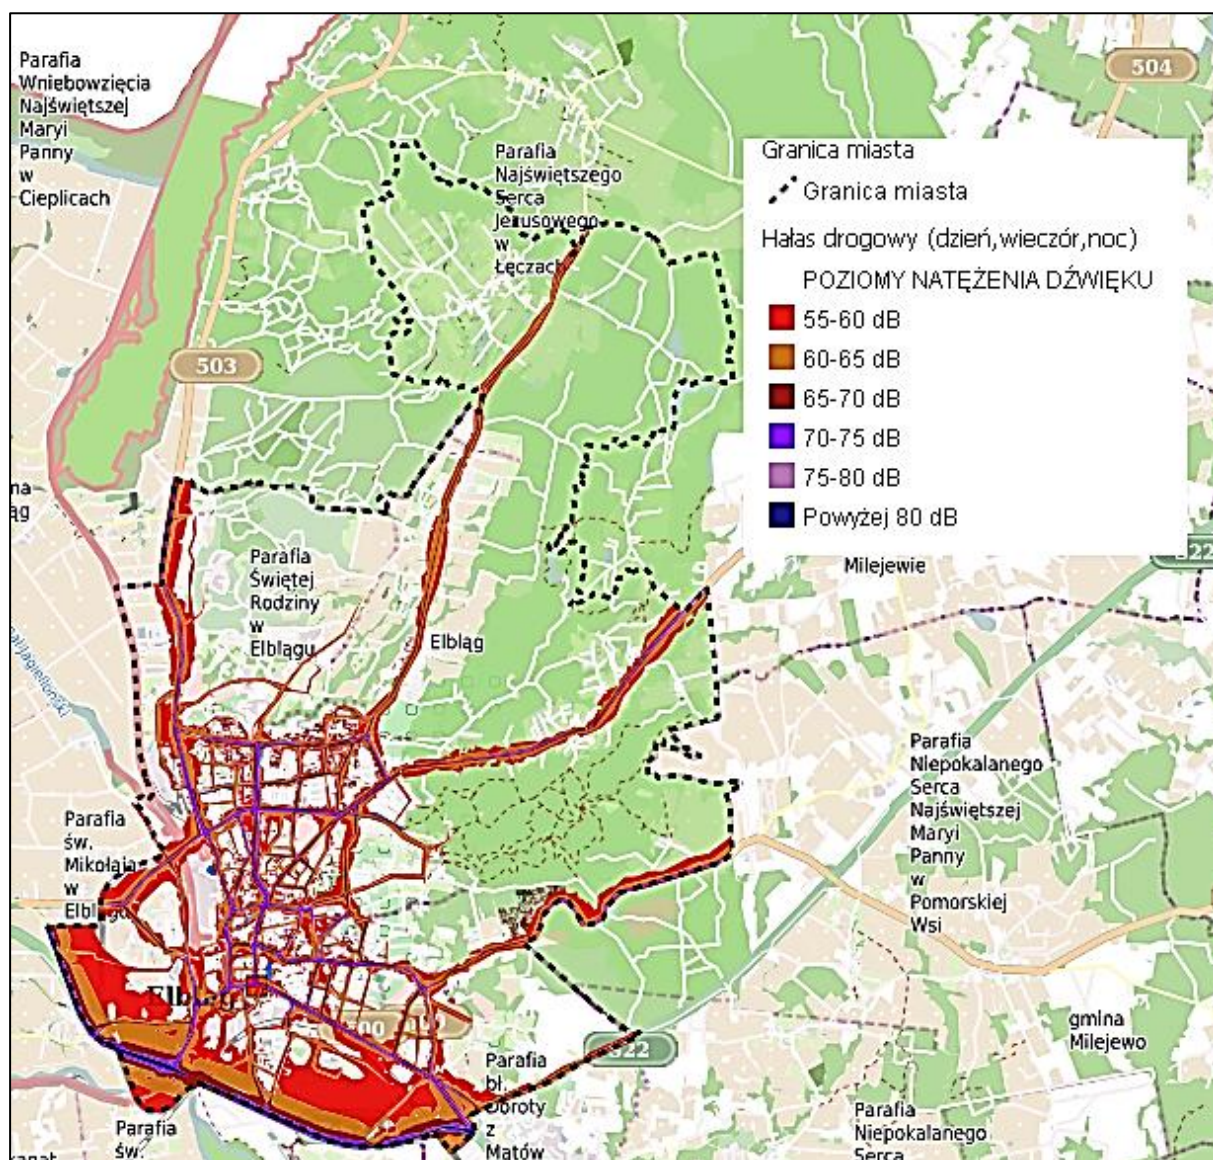 Parafia
Wniebowzięcia
Najświętszej
Maryi
Panny
w
Cieplicach
504
Parafia
Najświętszego
Serca
Jezusowego
w
Łęczach
Granica miasta
Granica miasta
Hałas drogowy (dzień,wieczór,noc)
POZIOMY NATĘŻENIA DŹWIĘKU
55-60 dB
60-65 dB
65-70 dB
70-75 dB
75-80 dB
Powyżej 80 dB
503
Milejewie
Parafia
Świętej
Rodziny
w
Elblągu
Elbląg
Parafia
Niepokalanego
Serca
Najświętszej
Maryi
Panny
w
Pomorskiej
Wsi
Parafia
św.
Mikołaja
w
Elblągu
Elbląg
gmina
Milejewo
Parafia
bł.
Doroty
z
Mątów
Parafia
św.
Parafia
Niepokalanego
Serca